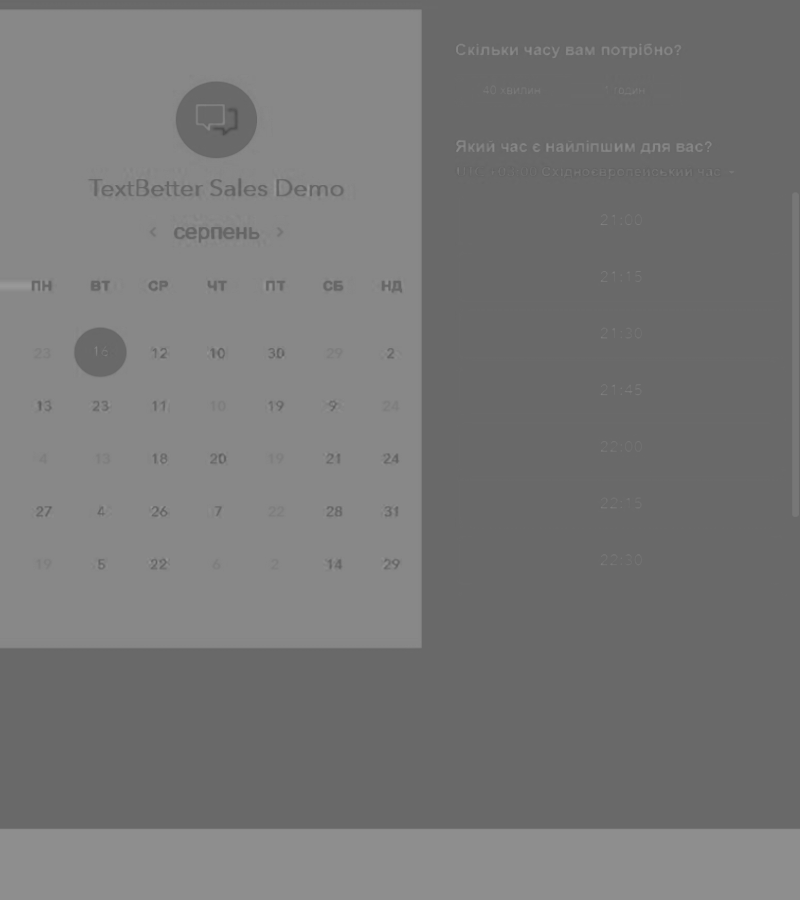 TextBetter Sales Demo
‹ серпень ›
ПН ВТ СР ЧТ ПТ СБ НД
23 16 12 10 30 29 2
13 23 11 10 19 9 24
4 13 18 20 19 21 24
27 4 26 7 22 28 31
19 5 22 6 2 14 29
Скільки часу вам потрібно?
40 хвилин годин
Який час є наиліпшим для вас?
Східноєвропейський час
21:00
21:15
21:30
21:45
22:00
22:15
22:30